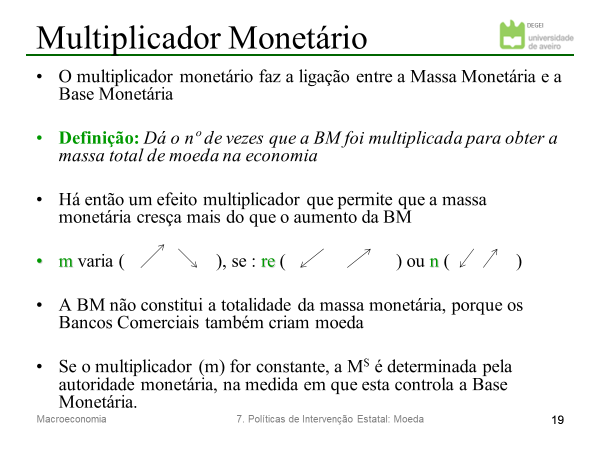 Multiplicador Monetário
DEGEI
universidade
de aveiro
• O multiplicador monetário faz a ligação entre a Massa Monetária e a
Base Monetária
• Definição: Dá o nº de vezes que a BM foi multiplicada para obter a
massa total de moeda na economia
• Há então um efeito multiplicador que permite que a massa
monetária cresça mais do que o aumento da BM
• m varia ( ↗ ↘ ), se : re ( ↙ ↗ ) ou n ( ↙ ↗ )
• A BM não constitui a totalidade da massa monetária, porque os
Bancos Comerciais também criam moeda
• Se o multiplicador (m) for constante, a Mˢ é determinada pela
autoridade monetária, na medida em que esta controla a Base
Monetária.
Macroeconomia 7. Políticas de Intervenção Estatal: Moeda 19